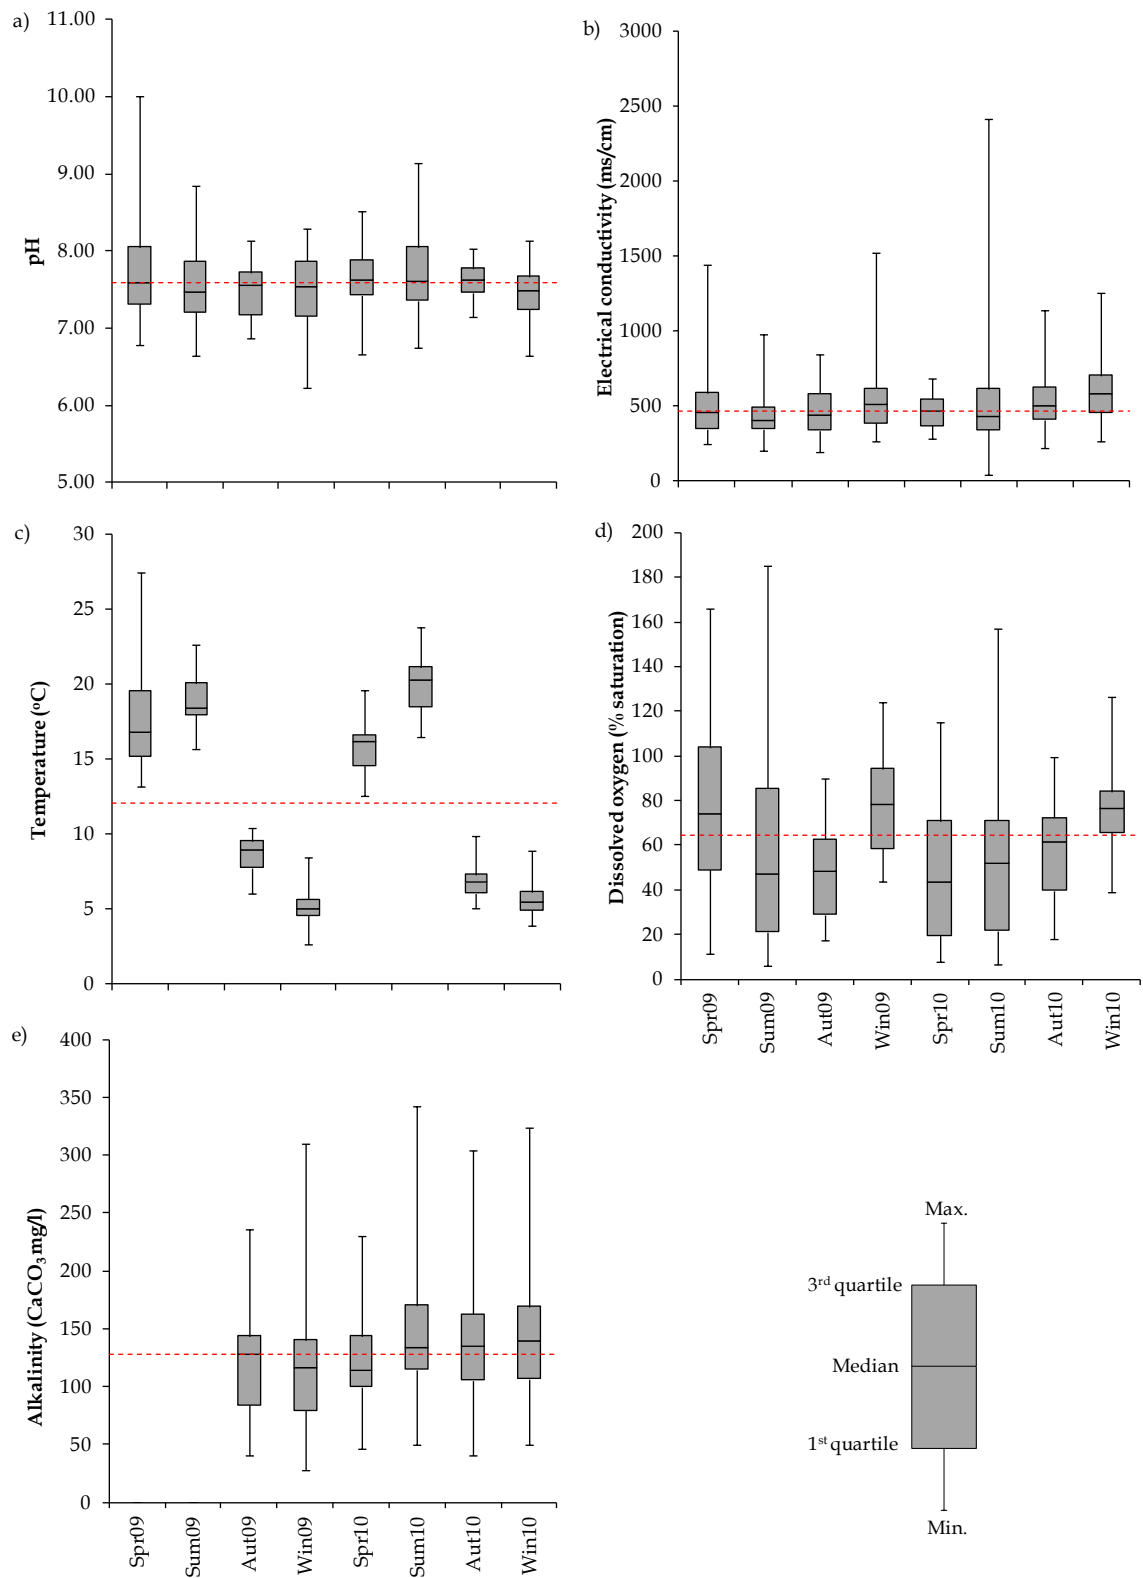 a)
11.00
10.00
9.00
8.00
7.00
6.00
5.00
pH
b)
3000
2500
2000
1500
1000
500
0
Electrical conductivity (ms/cm)
c)
30
25
20
15
10
5
0
Temperature (°C)
d)
200
180
160
140
120
100
80
60
40
20
0
Dissolved oxygen (% saturation)
Spr09
Sum09
Aut09
Win09
Spr10
Sum10
Aut10
Win10
e)
400
350
300
250
200
150
100
50
0
Alkalinity (CaCO₃ mg/l)
Spr09
Sum09
Aut09
Win09
Spr10
Sum10
Aut10
Win10
Max.
3rd quartile
Median
1st quartile
Min.